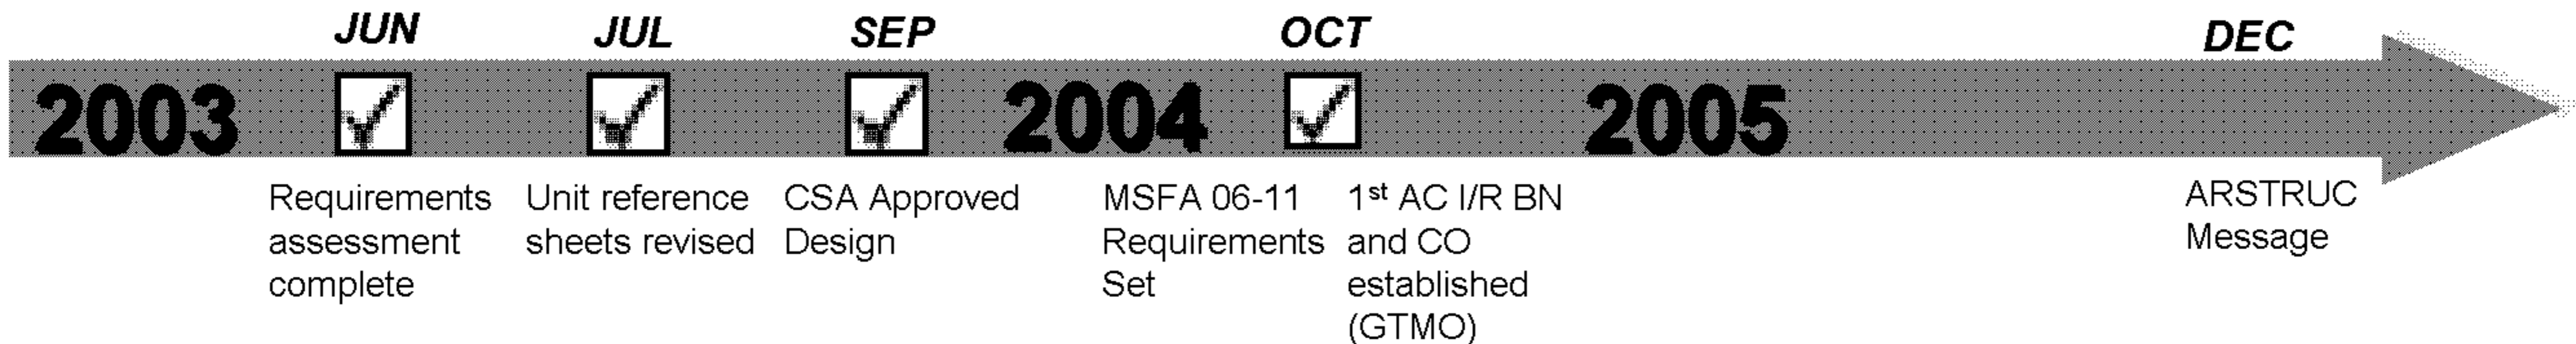 JUN JUL SEP OCT DEC
2003 2004 2005
Requirements
assessment
complete
Unit reference
sheets revised
CSA Approved
Design
MSFA 06-11
Requirements
Set
1st AC I/R BN
and CO
established
(GTMO)
ARSTRUC
Message